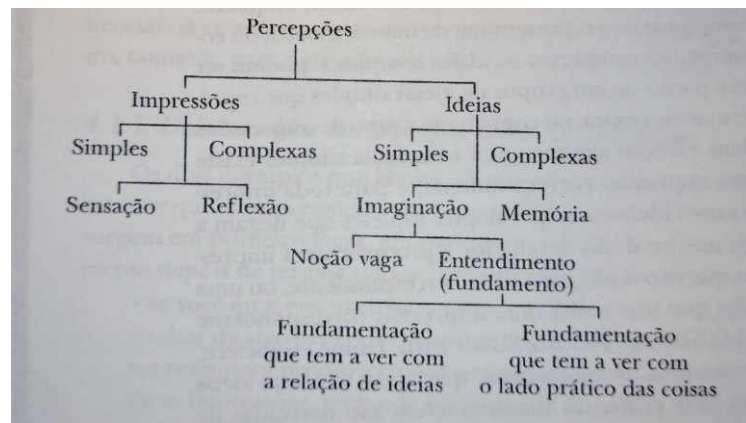 Percepções
Impressões Ideias
Simples Complexas Simples Complexas
Sensação Reflexão Imaginação Memória
Noção vaga Entendimento
(fundamento)
Fundamentação
que tem a ver com
a relação de ideias
Fundamentação
que tem a ver com
o lado prático das coisas